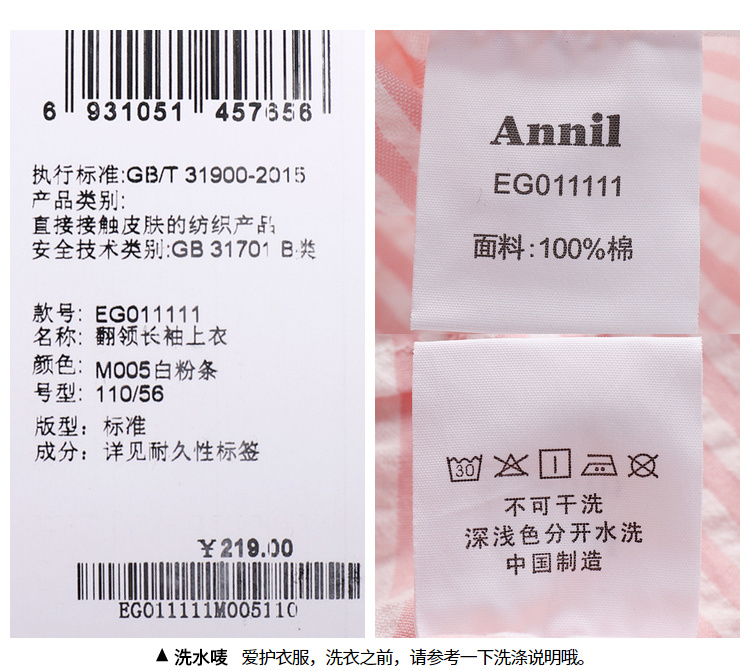 6 931051 457656
执行标准:GB/T 31900-2015
产品类别:
直接接触皮肤的纺织产品
安全技术类别:GB 31701 B类
款号: EG011111
名称: 翻领长袖上衣
颜色: M005白粉条
号型: 110/56
版型: 标准
成分: 详见耐久性标签
¥219.00
EG011111M005110
Annil
EG011111
面料:100%棉
30
不可干洗
深浅色分开水洗
中国制造
▲ 洗水唛 爱护衣服，洗衣之前，请参考一下洗涤说明哦。